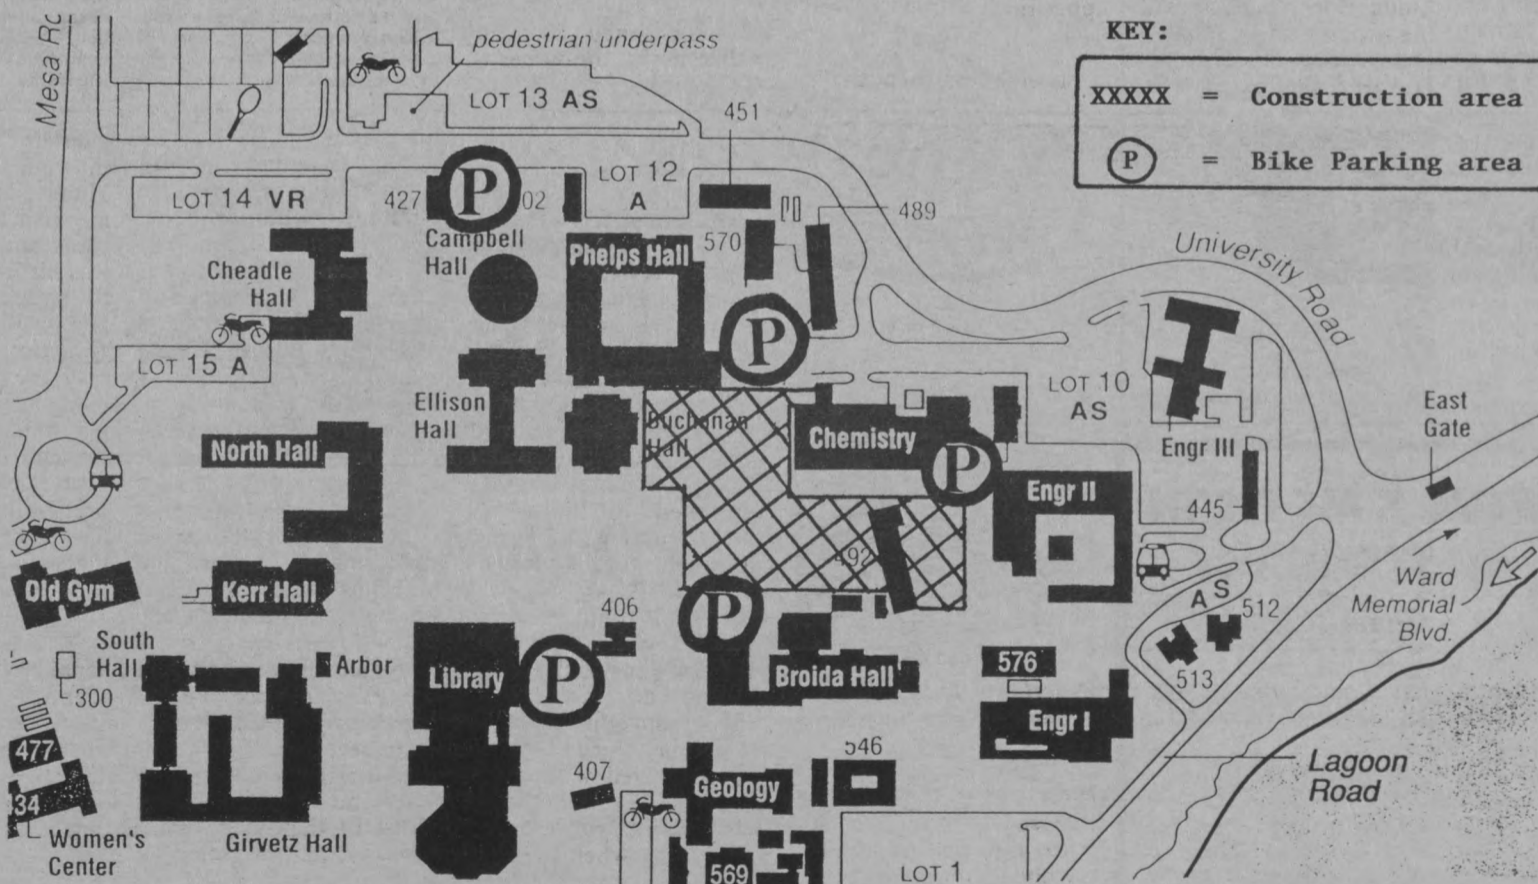 KEY:
XXXXX = Construction area
P = Bike Parking area
pedestrian underpass
LOT 13 AS
451
LOT 12
A
LOT 14 VR
427
P
02
489
Campbell
Hall
Phelps Hall
570
University Road
Cheadle
Hall
P
LOT 15 A
LOT 10
AS
Ellison
Hall
Buchanan
Hall
Chemistry
East
Gate
North Hall
P
Engr III
Engr II
445
492
Old Gym
Kerr Hall
AS
512
Ward
Memorial
Blvd.
406
P
South
Hall
Arbor
Library
P
Broida Hall
576
513
300
Engr I
477
546
Lagoon
Road
407
Geology
34
Women's
Center
Girvetz Hall
569
LOT 1